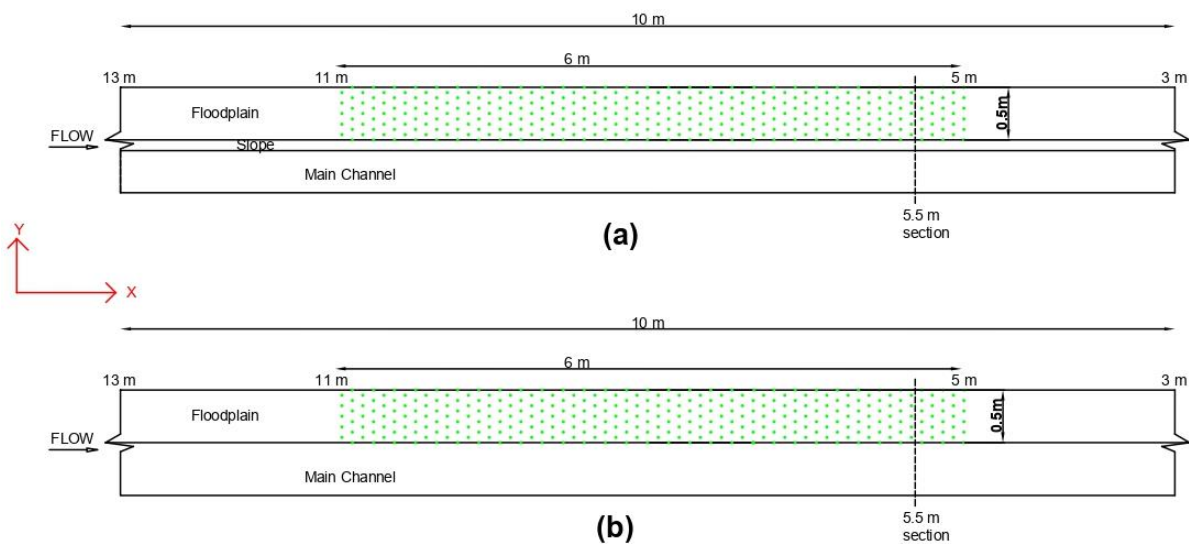 10 m
6 m
13 m
11 m
5 m
3 m
Floodplain
0.5m
FLOW
Slope
Main Channel
5.5 m
section
(a)
Y
X
10 m
6 m
13 m
11 m
5 m
3 m
Floodplain
0.5m
FLOW
Main Channel
5.5 m
section
(b)